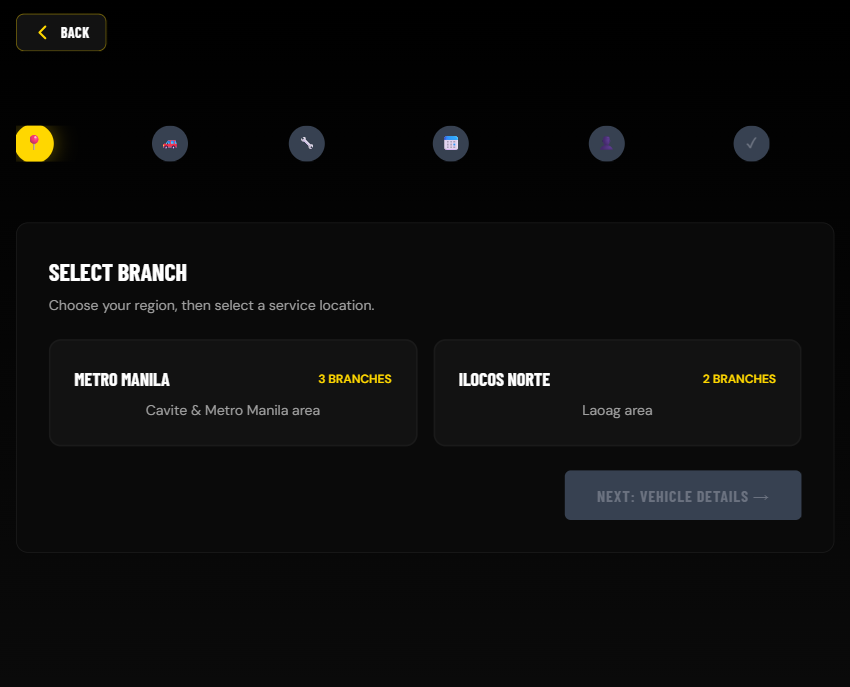 BACK
SELECT BRANCH
Choose your region, then select a service location.
METRO MANILA
3 BRANCHES
Cavite & Metro Manila area
ILOCOS NORTE
2 BRANCHES
Laoag area
NEXT: VEHICLE DETAILS →